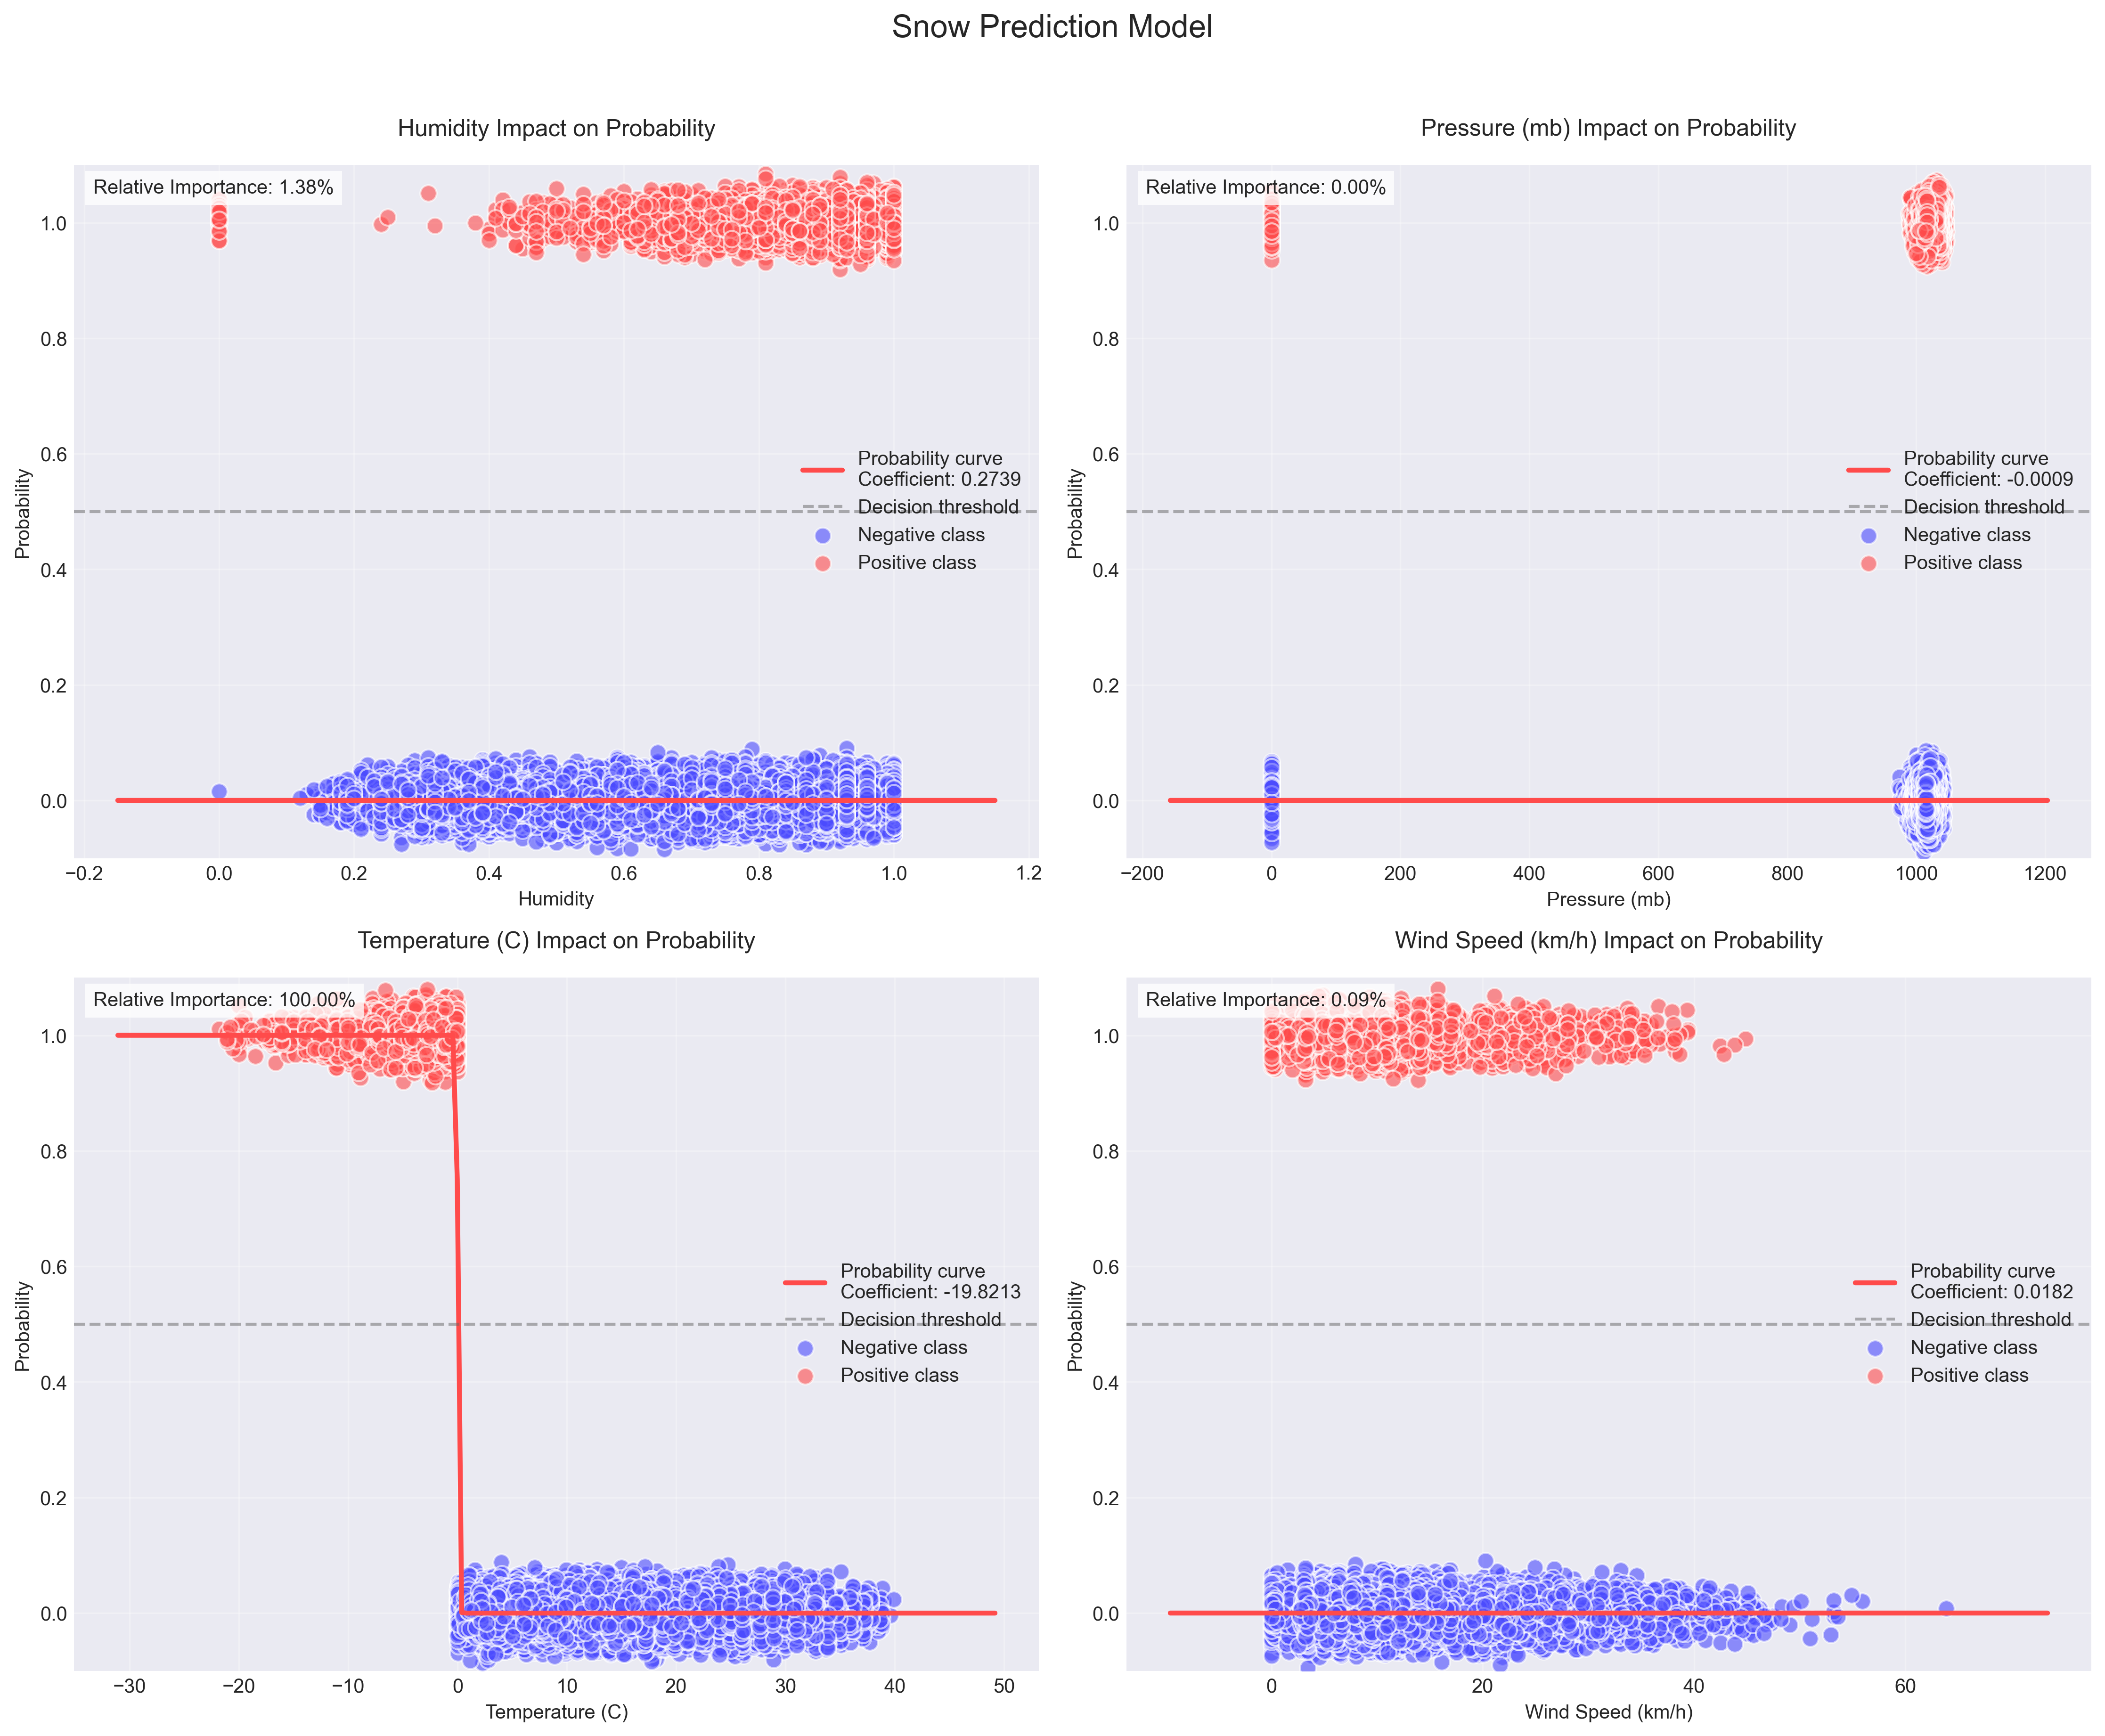 Snow Prediction Model
Humidity Impact on Probability
Relative Importance: 1.38%
Probability
1.0
0.8
0.6
0.4
0.2
0.0
Probability curve
Coefficient: 0.2739
Decision threshold
Negative class
Positive class
−0.2
0.0
0.2
0.4
0.6
0.8
1.0
1.2
Humidity
Pressure (mb) Impact on Probability
Relative Importance: 0.00%
Probability
1.0
0.8
0.6
0.4
0.2
0.0
Probability curve
Coefficient: -0.0009
Decision threshold
Negative class
Positive class
−200
0
200
400
600
800
1000
1200
Pressure (mb)
Temperature (C) Impact on Probability
Relative Importance: 100.00%
Probability
1.0
0.8
0.6
0.4
0.2
0.0
Probability curve
Coefficient: -19.8213
Decision threshold
Negative class
Positive class
−30
−20
−10
0
10
20
30
40
50
Temperature (C)
Wind Speed (km/h) Impact on Probability
Relative Importance: 0.09%
Probability
1.0
0.8
0.6
0.4
0.2
0.0
Probability curve
Coefficient: 0.0182
Decision threshold
Negative class
Positive class
0
20
40
60
Wind Speed (km/h)